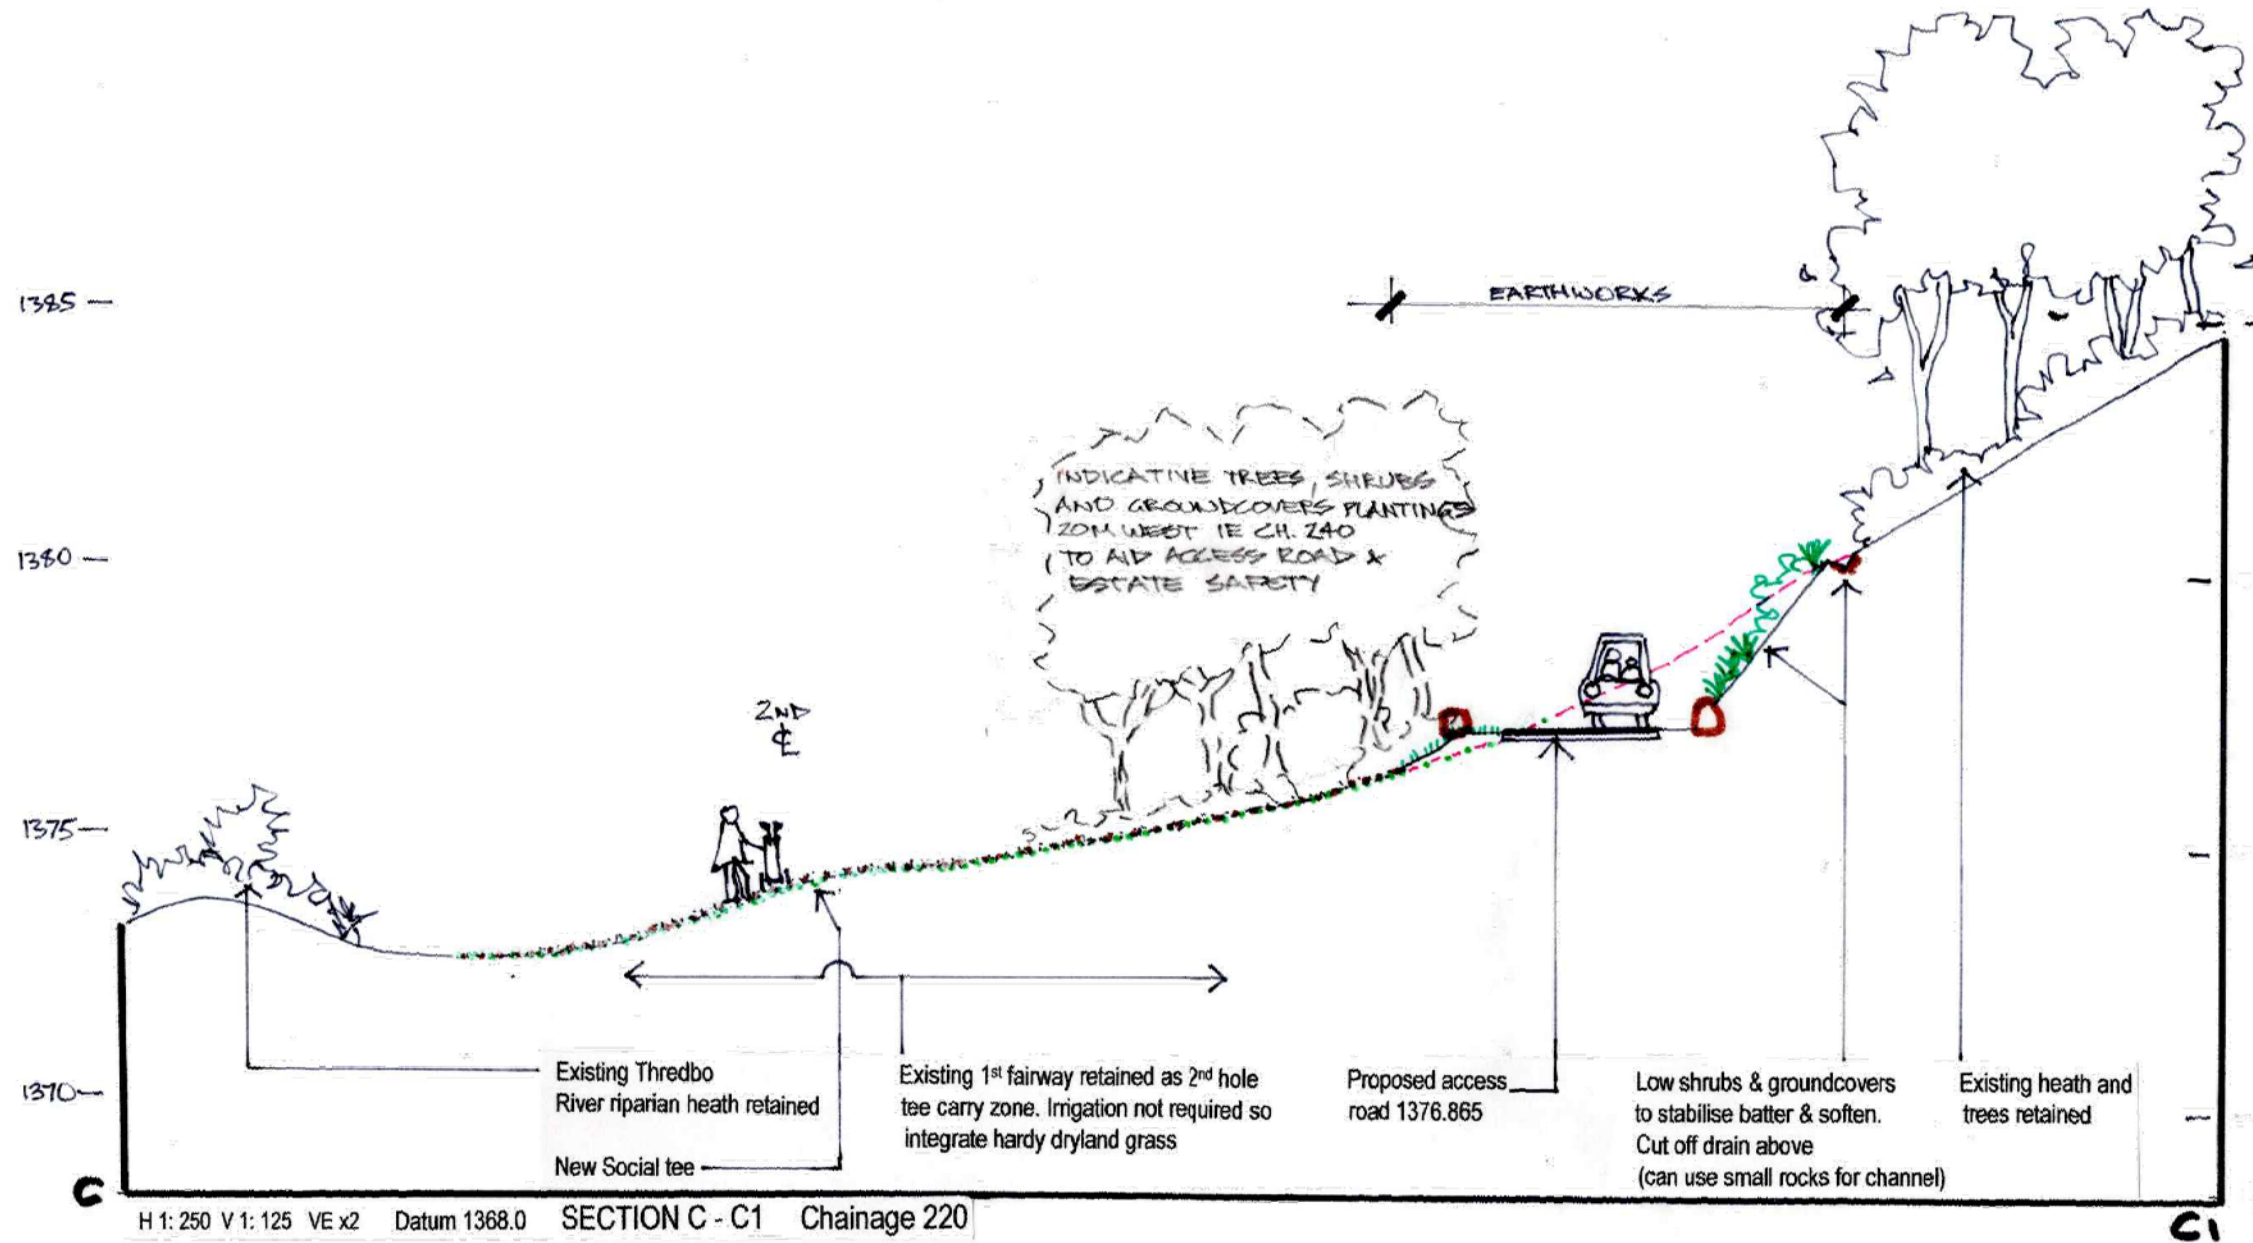 1385
EARTHWORKS
INDICATIVE TREES, SHRUBS
AND GROUNDCOVERS PLANTINGS
20M WEST IE CH. 240
TO AID ACCESS ROAD &
ESTATE SAFETY
1380
2ND
℄
1375
1370
Existing Thredbo
River riparian heath retained
New Social tee
Existing 1st fairway retained as 2nd hole
tee carry zone. Irrigation not required so
integrate hardy dryland grass
Proposed access
road 1376.865
Low shrubs & groundcovers
to stabilise batter & soften.
Cut off drain above
(can use small rocks for channel)
Existing heath and
trees retained
C
H 1: 250 V 1: 125 VE x2 Datum 1368.0 SECTION C - C1 Chainage 220
C1